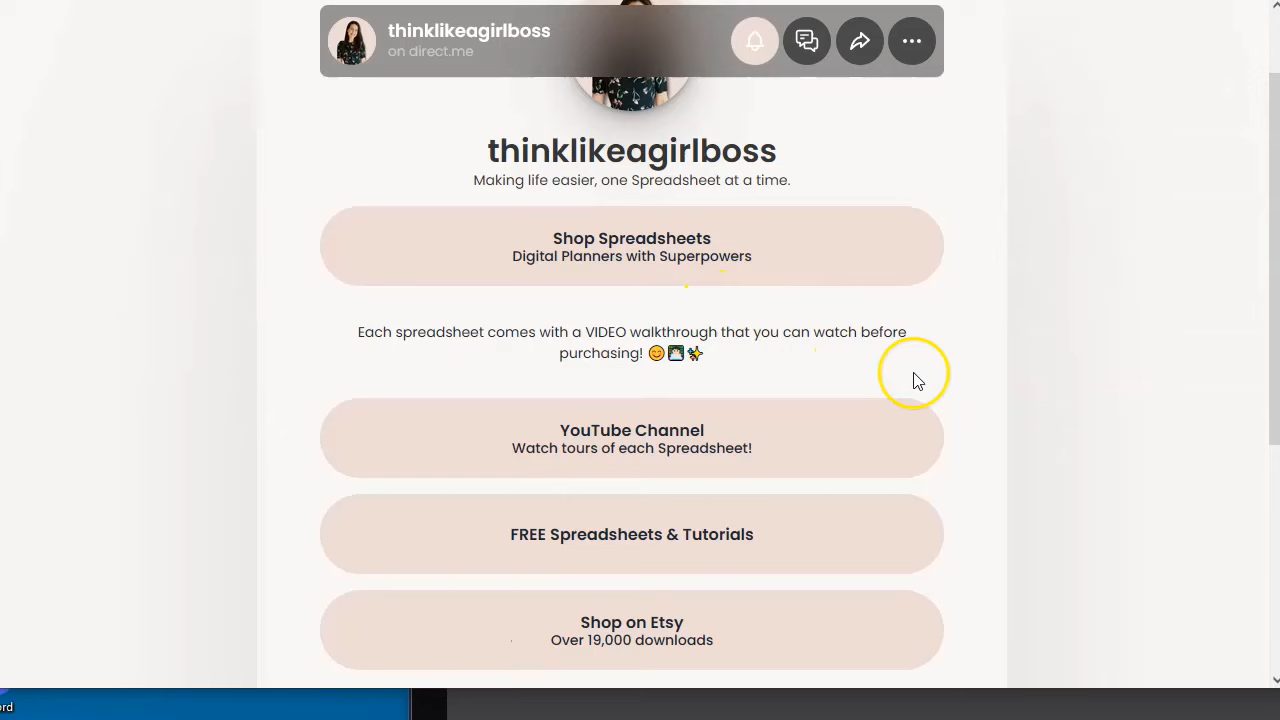 thinklikeagirlboss
on direct.me
thinklikeagirlboss
Making life easier, one Spreadsheet at a time.
Shop Spreadsheets
Digital Planners with Superpowers
Each spreadsheet comes with a VIDEO walkthrough that you can watch before
purchasing! 😊👩🏻‍💻✨
YouTube Channel
Watch tours of each Spreadsheet!
FREE Spreadsheets & Tutorials
Shop on Etsy
Over 19,000 downloads
ord